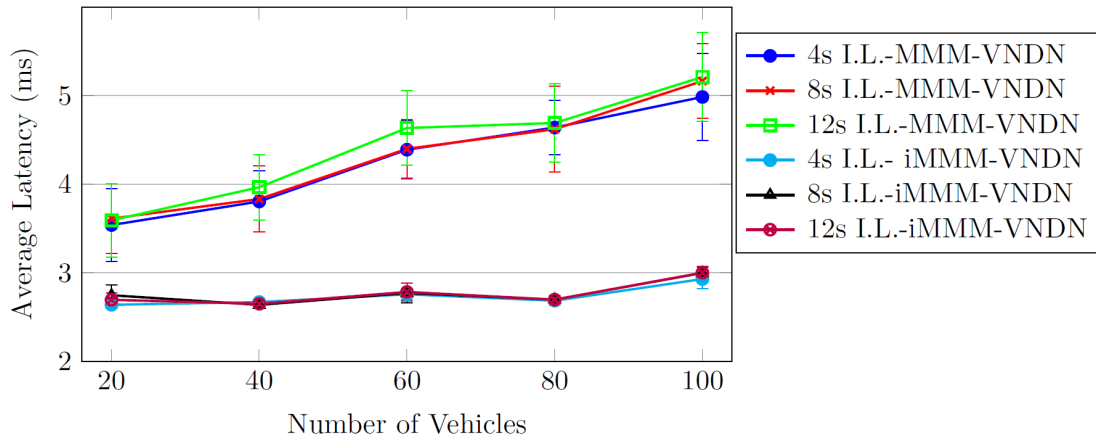 5
4
3
2
Average Latency (ms)
20 40 60 80 100
Number of Vehicles
4s I.L.-MMM-VNDN
8s I.L.-MMM-VNDN
12s I.L.-MMM-VNDN
4s I.L.- iMMM-VNDN
8s I.L.-iMMM-VNDN
12s I.L.-iMMM-VNDN